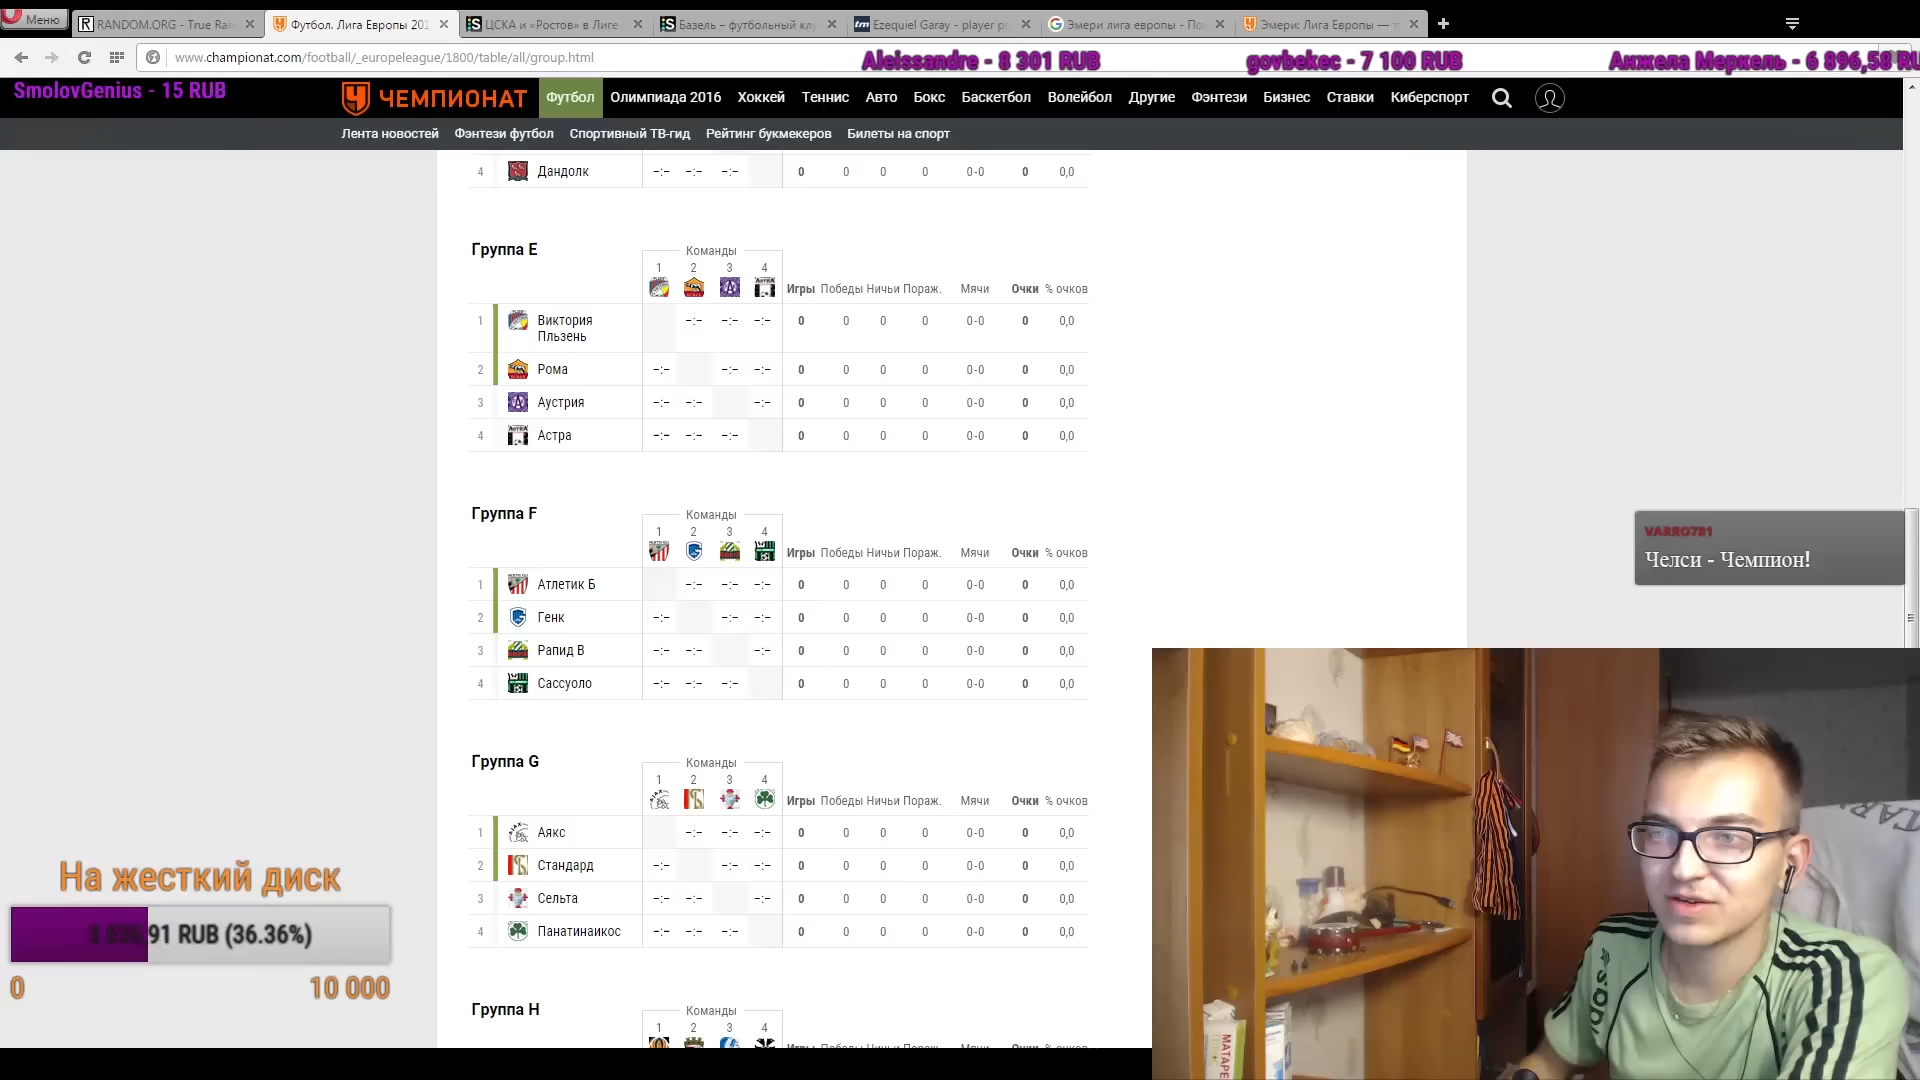 Меню
RANDOM.ORG - True Ran
Футбол. Лига Европы 201
ЦСКА и «Ростов» в Лиге
Базель – футбольный клу
Ezequiel Garay - player pr
Эмери лига европы - По
Эмери: Лига Европы —
www.championat.com/football/_europeleague/1800/table/all/group.html
Aleissandre - 8 301 RUB
govbekec - 7 100 RUB
Анжела Меркель - 6 896,58 RU
SmolovGenius - 15 RUB
ЧЕМПИОНАТ
Футбол Олимпиада 2016 Хоккей Теннис Авто Бокс Баскетбол Волейбол Другие Фэнтези Бизнес Ставки Киберспорт
Лента новостей Фэнтези футбол Спортивный ТВ-гид Рейтинг букмекеров Билеты на спорт
4 Дандолк –:– –:– –:– 0 0 0 0 0-0 0 0,0
Группа E
Команды
1 2 3 4
Игры Победы Ничьи Пораж. Мячи Очки % очков
1 Виктория Пльзень –:– –:– –:– 0 0 0 0 0-0 0 0,0
2 Рома –:– –:– –:– 0 0 0 0 0-0 0 0,0
3 Аустрия –:– –:– –:– 0 0 0 0 0-0 0 0,0
4 Астра –:– –:– –:– 0 0 0 0 0-0 0 0,0
Группа F
Команды
1 2 3 4
Игры Победы Ничьи Пораж. Мячи Очки % очков
1 Атлетик Б –:– –:– –:– 0 0 0 0 0-0 0 0,0
2 Генк –:– –:– –:– 0 0 0 0 0-0 0 0,0
3 Рапид В –:– –:– –:– 0 0 0 0 0-0 0 0,0
4 Сассуоло –:– –:– –:– 0 0 0 0 0-0 0 0,0
VARRO781
Челси - Чемпион!
Группа G
Команды
1 2 3 4
Игры Победы Ничьи Пораж. Мячи Очки % очков
1 Аякс –:– –:– –:– 0 0 0 0 0-0 0 0,0
2 Стандард –:– –:– –:– 0 0 0 0 0-0 0 0,0
3 Сельта –:– –:– –:– 0 0 0 0 0-0 0 0,0
4 Панатинаикос –:– –:– –:– 0 0 0 0 0-0 0 0,0
Группа H
Команды
1 2 3 4
На жесткий диск
91 RUB (36.36%)
0 10 000
adidas
МАТАРЕ